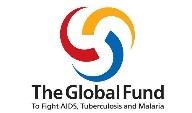 The Global Fund
To Fight AIDS, Tuberculosis and Malaria